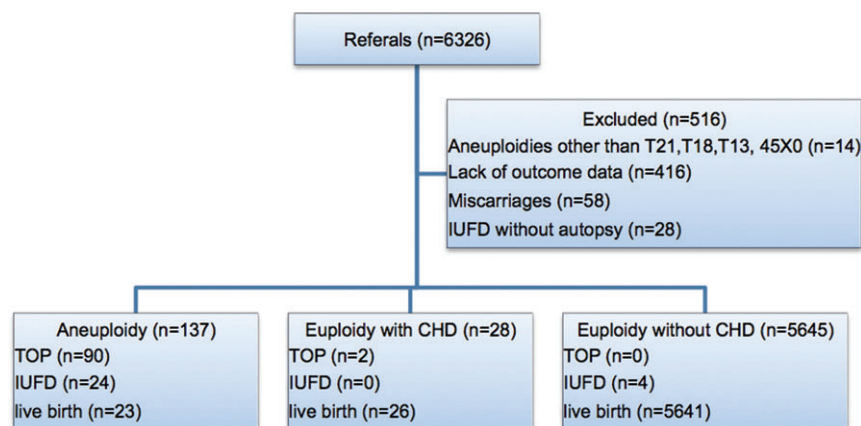 Referals (n=6326)
Excluded (n=516)
Aneuploidies other than T21,T18,T13, 45X0 (n=14)
Lack of outcome data (n=416)
Miscarriages (n=58)
IUFD without autopsy (n=28)
Aneuploidy (n=137)
TOP (n=90)
IUFD (n=24)
live birth (n=23)
Euploidy with CHD (n=28)
TOP (n=2)
IUFD (n=0)
live birth (n=26)
Euploidy without CHD (n=5645)
TOP (n=0)
IUFD (n=4)
live birth (n=5641)